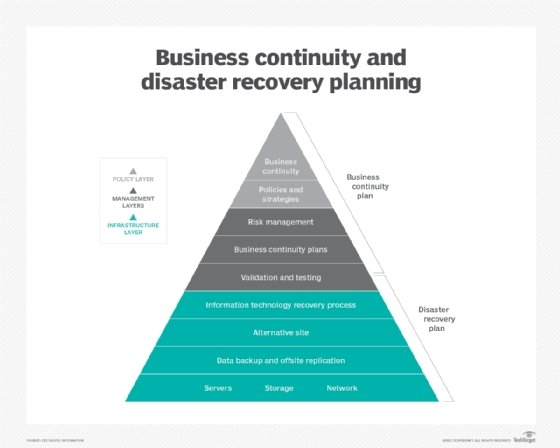 Business continuity and
disaster recovery planning
POLICY LAYER
MANAGEMENT
LAYERS
INFRASTRUCTURE
LAYER
Business
continuity
Policies and
strategies
Risk management
Business continuity plans
Validation and testing
Information technology recovery process
Alternative site
Data backup and offsite replication
Servers Storage Network
Business
continuity
plan
Disaster
recovery
plan
TechTarget